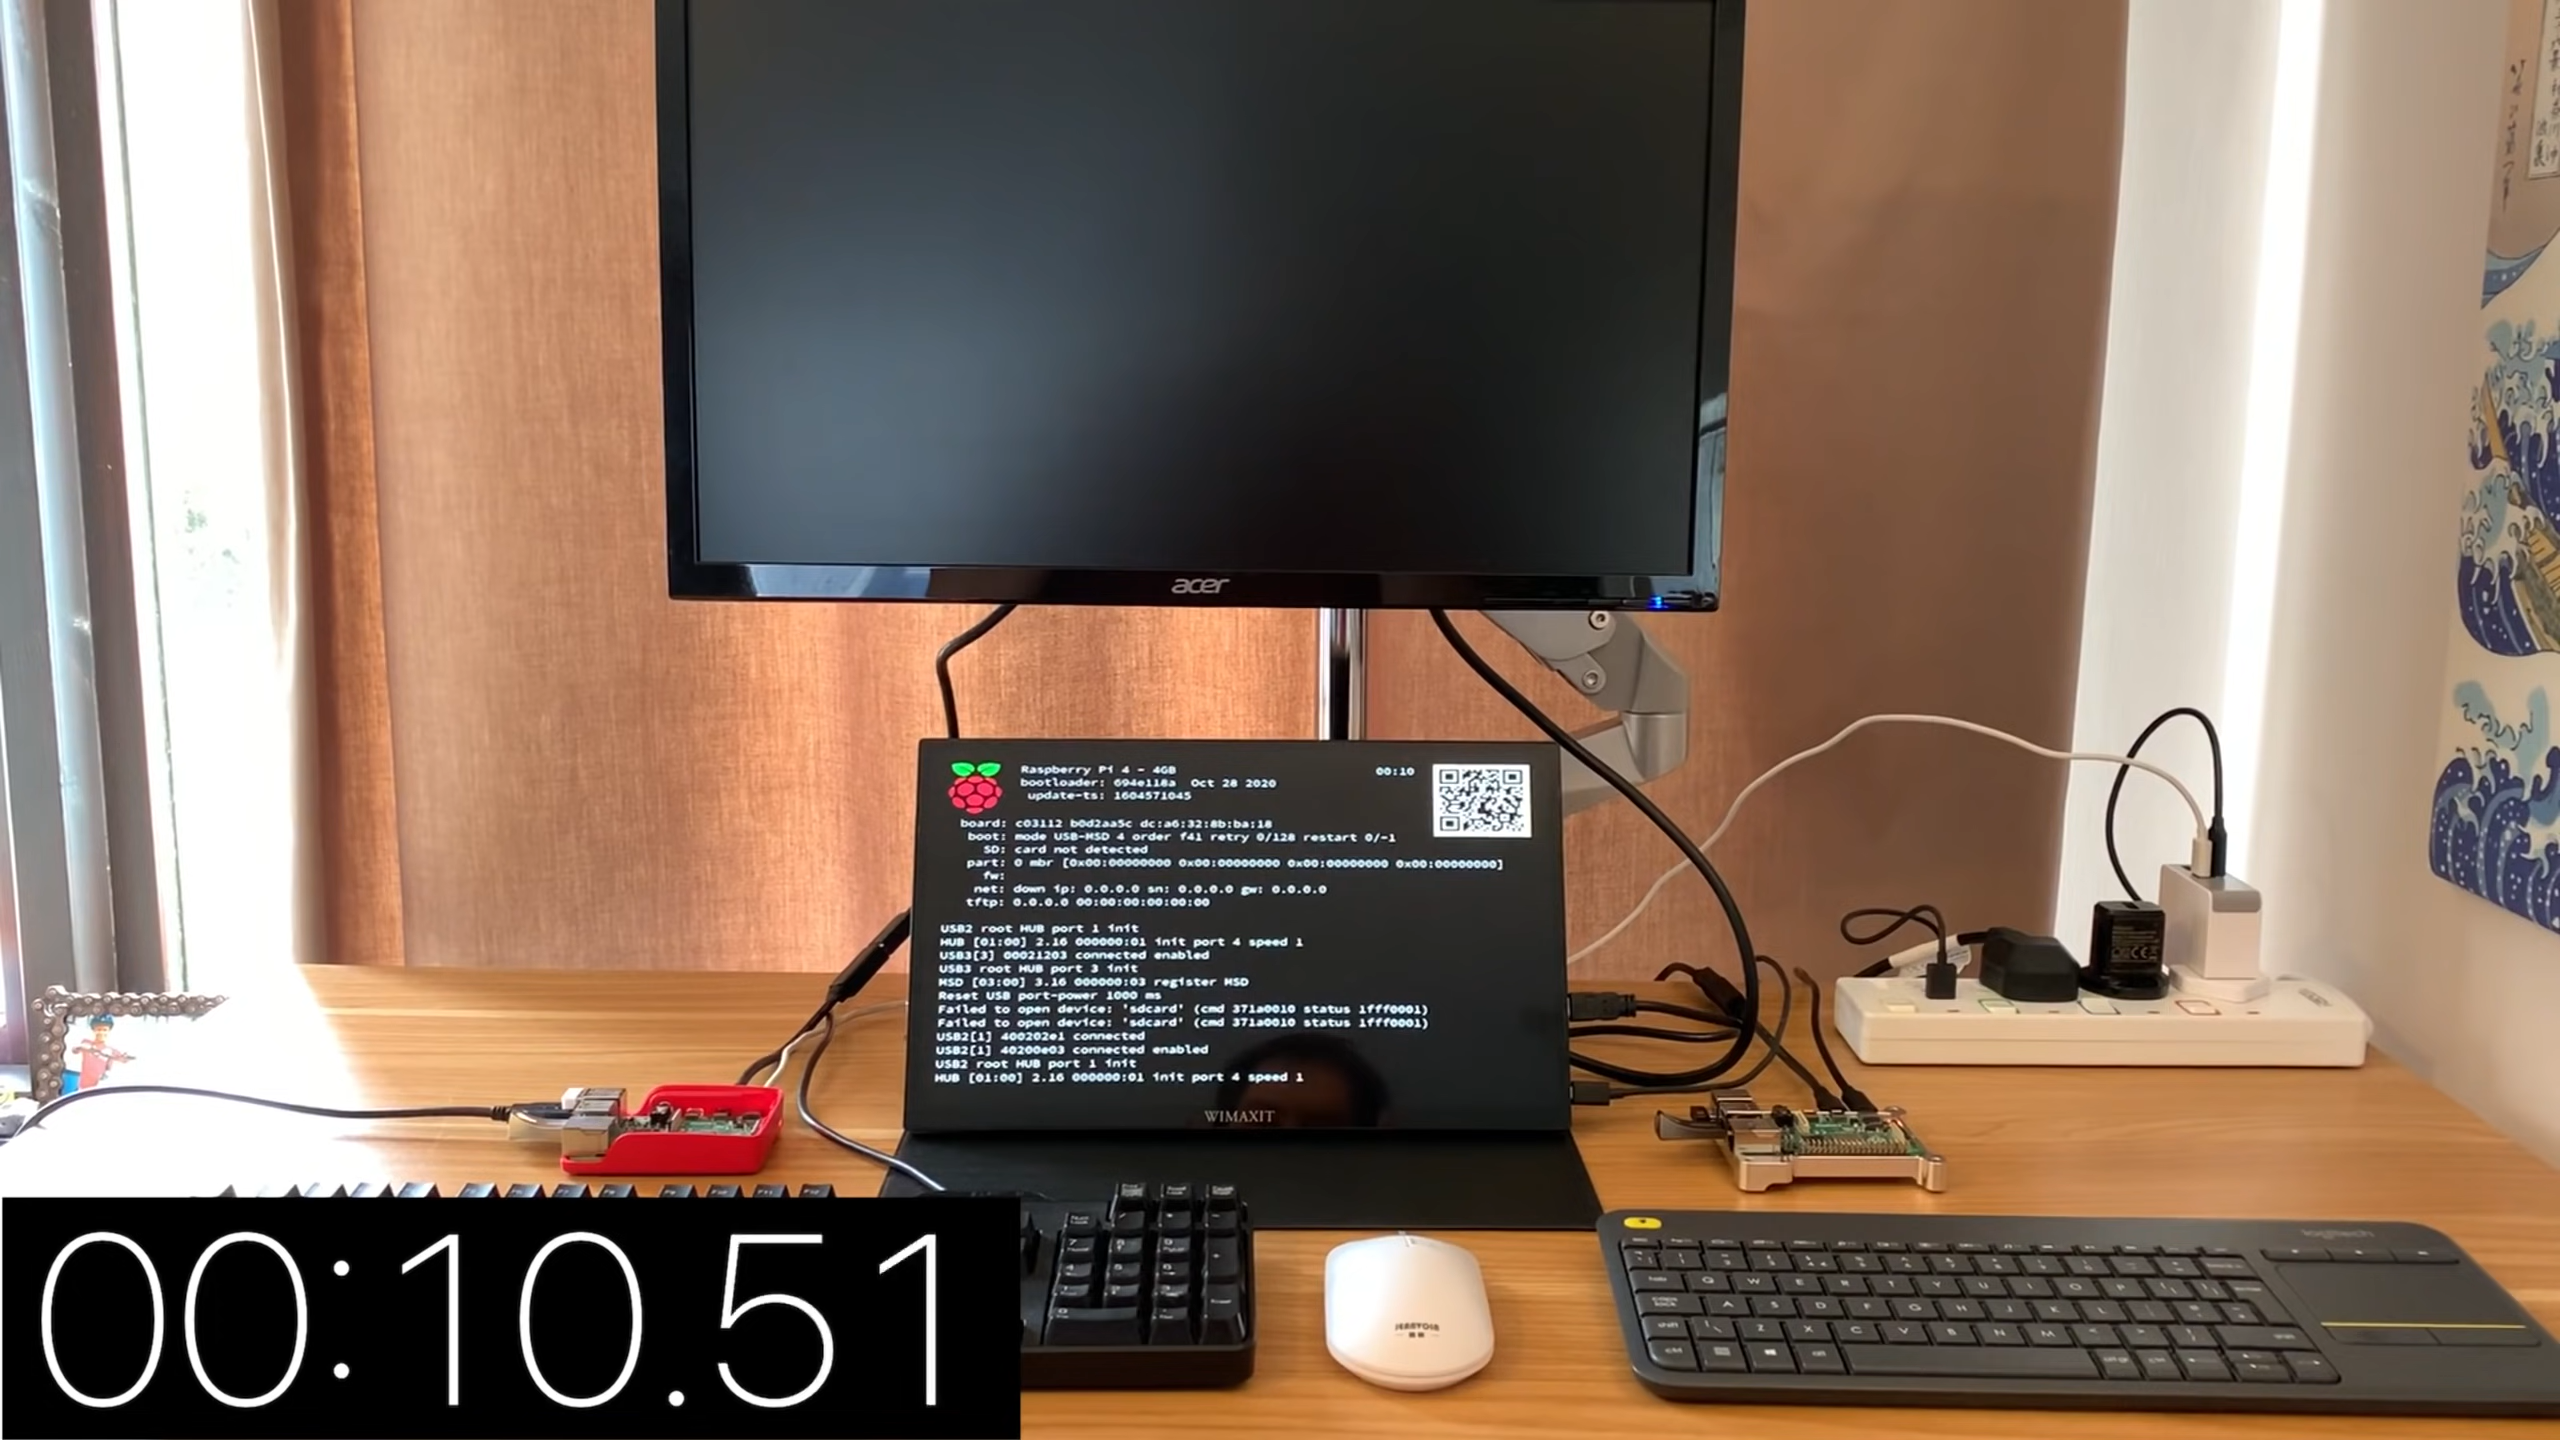 acer
Raspberry Pi 4 - 4GB
00:10
bootloader: 694e118a Oct 28 2020
update-ts: 1604571045
board: c03112 b0d2aa5c dc:a6:32:8b:ba:18
boot: mode USB-MSD 4 order f41 retry 0/128 restart 0/-1
SD: card not detected
part: 0 mbr [0x00:00000000 0x00:00000000 0x00:00000000 0x00:00000000]
fw:
net: down ip: 0.0.0.0 sn: 0.0.0.0 gw: 0.0.0.0
tftp: 0.0.0.0 00:00:00:00:00:00
USB2 root HUB port 1 init
HUB [01:00] 2.16 000000:01 init port 4 speed 1
USB3[3] 00021203 connected enabled
USB3 root HUB port 3 init
MSD [03:00] 3.16 000000:03 register MSD
Reset USB port-power 1000 ms
Failed to open device: 'sdcard' (cmd 371a0010 status 1fff0001)
Failed to open device: 'sdcard' (cmd 371a0010 status 1fff0001)
USB2[1] 400202e1 connected
USB2[1] 40200e03 connected enabled
USB2 root HUB port 1 init
HUB [01:00] 2.16 000000:01 init port 4 speed 1
WIMAXIT
logitech
00:10.51